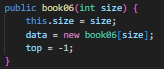 public book06(int size) {
    this.size = size;
    data = new book06[size];
    top = -1;
}